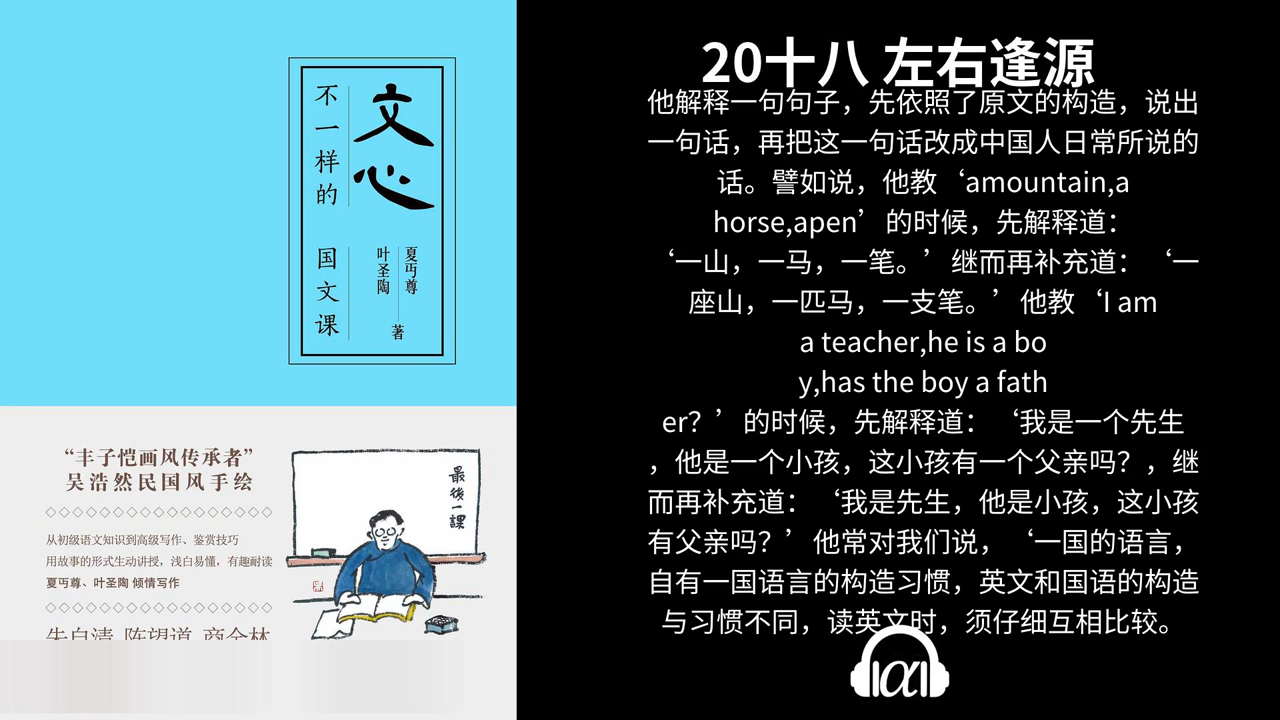 不一样的国文课
文心
夏丏尊
叶圣陶
著
“丰子恺画风传承者”
吴浩然民国风手绘
从初级语文知识到高级写作、鉴赏技巧
用故事的形式生动讲授，浅白易懂，有趣耐读
夏丏尊、叶圣陶 倾情写作
朱自清 陈望道 商金林
最後一課
20十八 左右逢源
他解释一句句子，先依照了原文的构造，说出
一句话，再把这一句话改成中国人日常所说的
话。譬如说，他教‘amountain,a
horse,apen’的时候，先解释道：
‘一山，一马，一笔。’继而再补充道：‘一
座山，一匹马，一支笔。’他教‘I am
a teacher,he is a bo
y,has the boy a fath
er？’的时候，先解释道：‘我是一个先生
，他是一个小孩，这小孩有一个父亲吗？，继
而再补充道：‘我是先生，他是小孩，这小孩
有父亲吗？’他常对我们说，‘一国的语言，
自有一国语言的构造习惯，英文和国语的构造
与习惯不同，读英文时，须仔细互相比较。